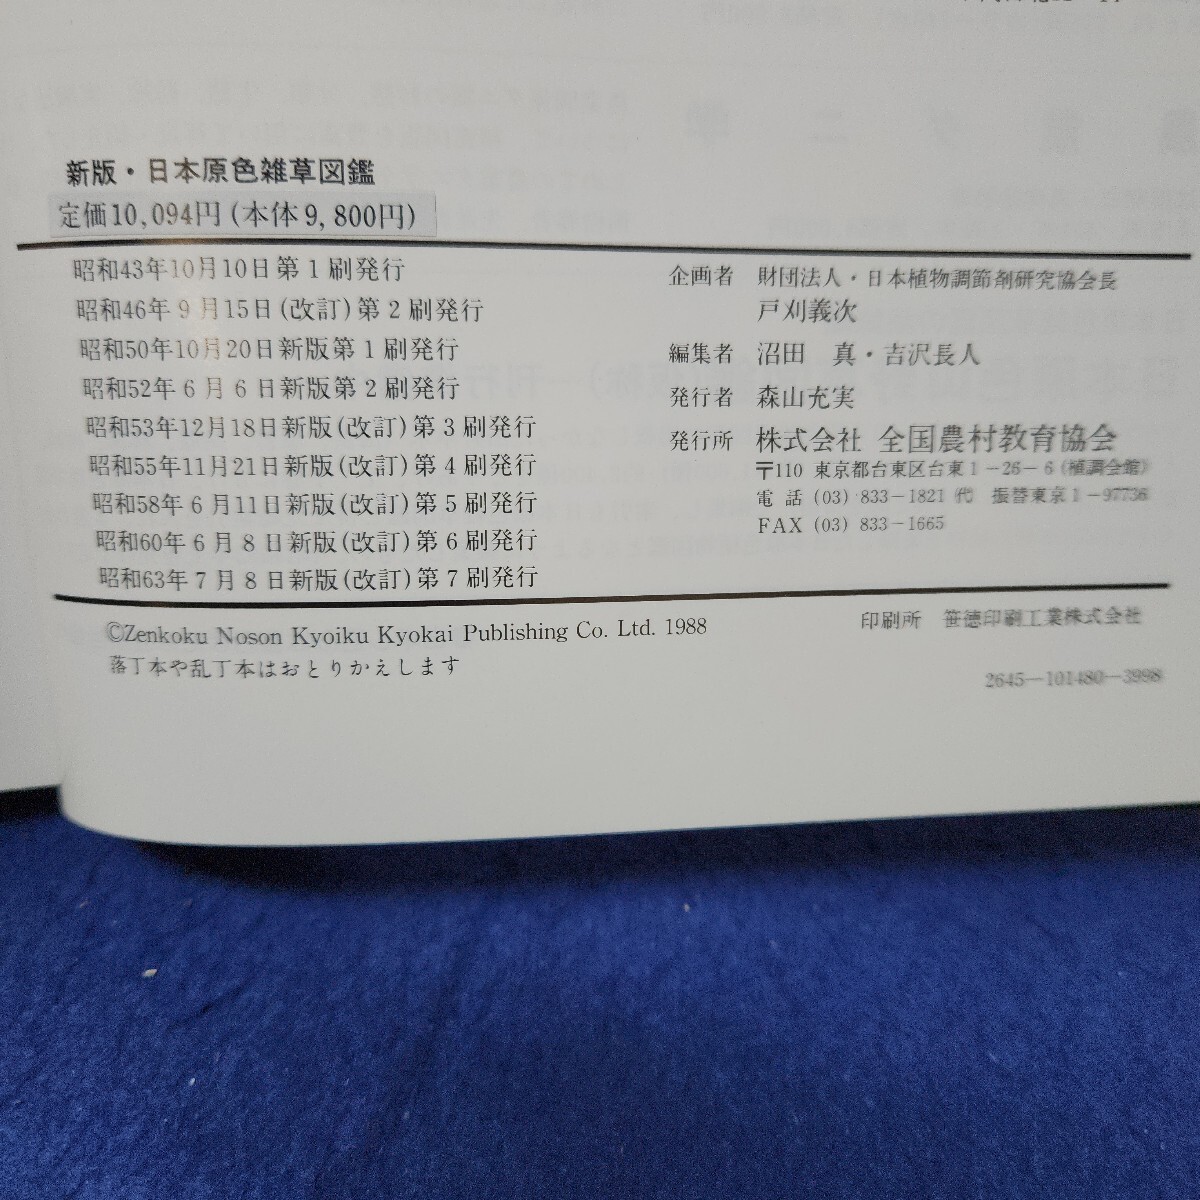 新版・日本原色雑草図鑑
定価10,094円(本体9,800円)
昭和43年10月10日第1刷発行
昭和46年9月15日(改訂)第2刷発行
昭和50年10月20日新版第1刷発行
昭和52年6月6日新版第2刷発行
昭和53年12月18日新版(改訂)第3刷発行
昭和55年11月21日新版(改訂)第4刷発行
昭和58年6月11日新版(改訂)第5刷発行
昭和60年6月8日新版(改訂)第6刷発行
昭和63年7月8日新版(改訂)第7刷発行
企画者 財団法人・日本植物調節剤研究協会長
戸刈義次
編集者 沼田 真・吉沢長人
発行者 森山充実
発行所 株式会社 全国農村教育協会
〒110 東京都台東区台東1-26-6(植調会館)
電話 (03)833-1821代 振替東京1-97736
FAX (03) 833-1665
©Zenkoku Noson Kyoiku Kyokai Publishing Co. Ltd. 1988
落丁本や乱丁本はおとりかえします
印刷所 笹徳印刷工業株式会社
2645-101480-3998